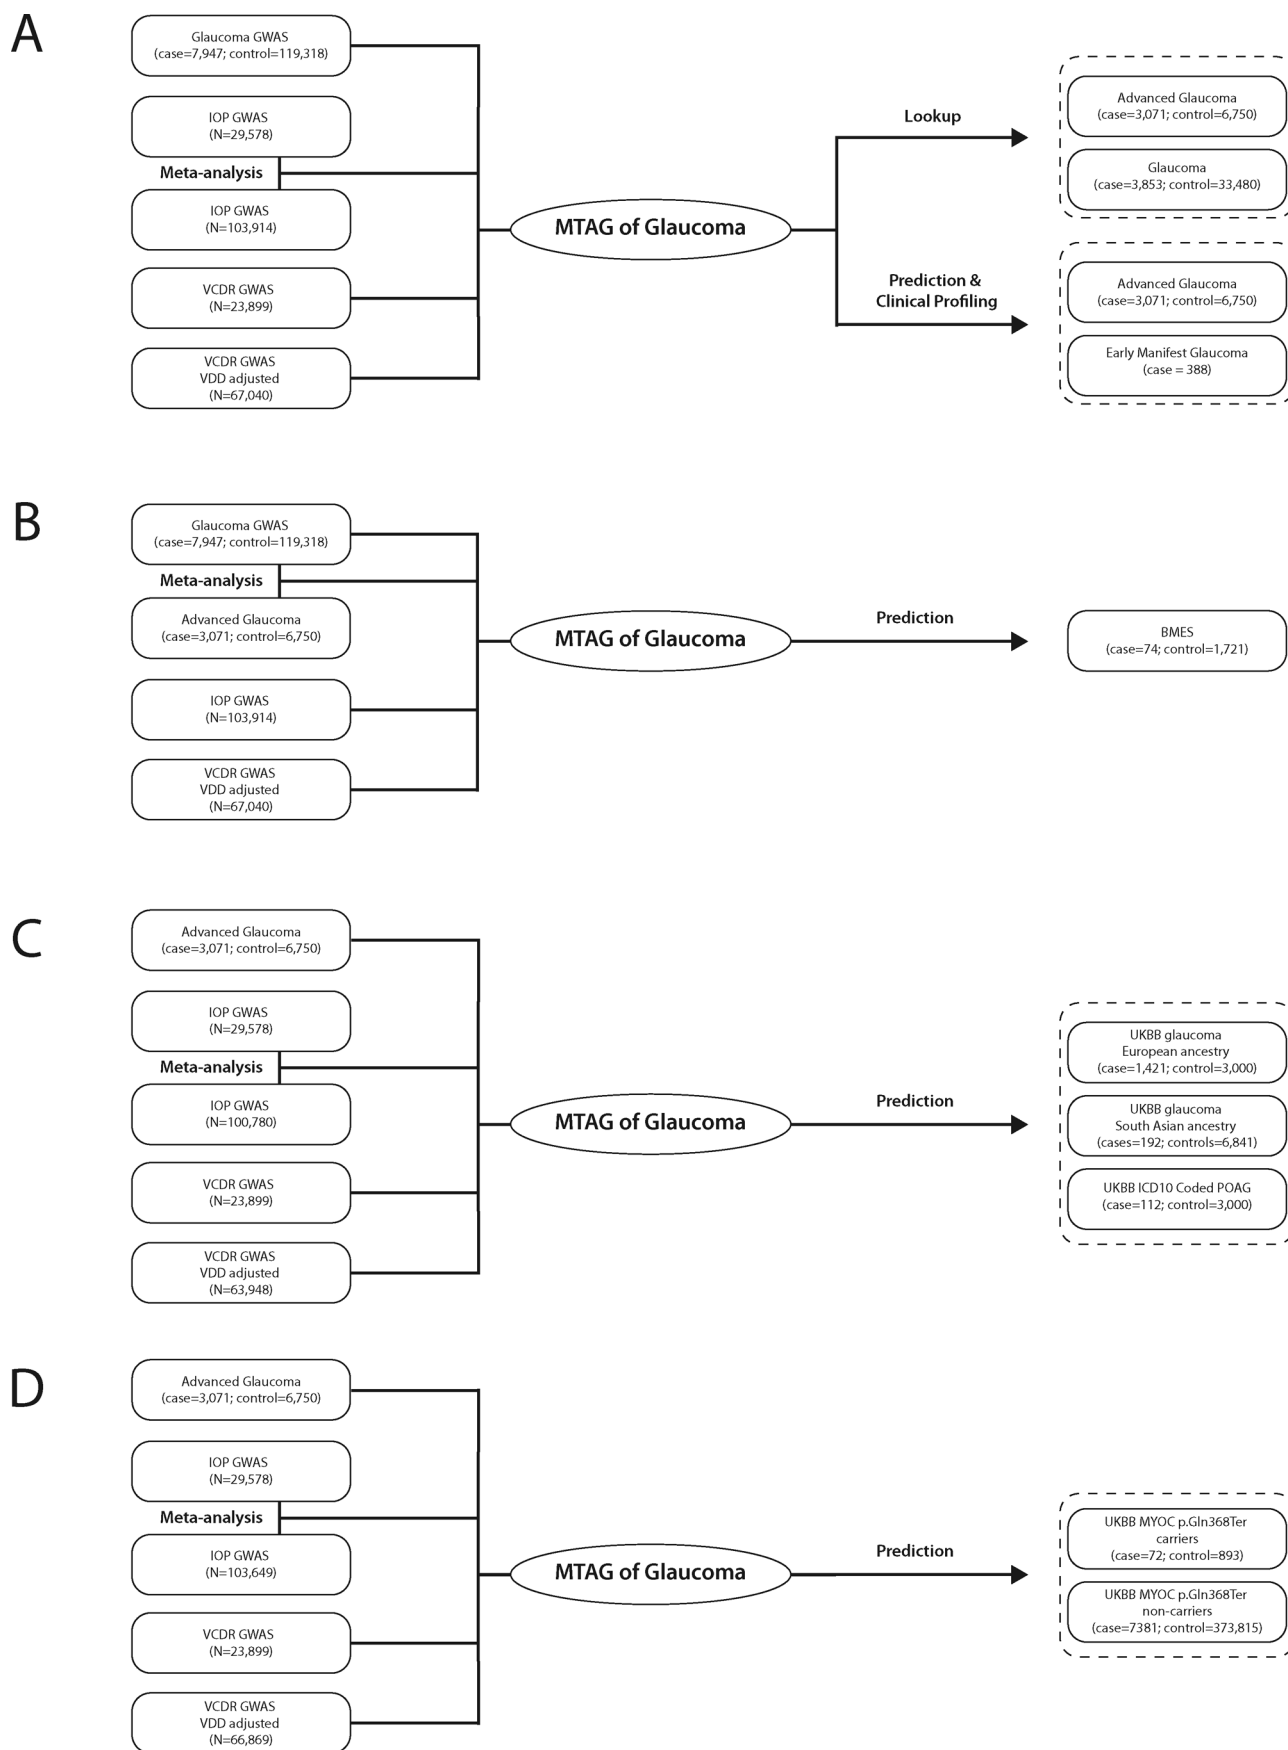 A
Glaucoma GWAS
(case=7,947; control=119,318)
IOP GWAS
(N=29,578)
Meta-analysis
IOP GWAS
(N=103,914)
VCDR GWAS
(N=23,899)
VCDR GWAS
VDD adjusted
(N=67,040)
MTAG of Glaucoma
Lookup
Prediction &
Clinical Profiling
Advanced Glaucoma
(case=3,071; control=6,750)
Glaucoma
(case=3,853; control=33,480)
Advanced Glaucoma
(case=3,071; control=6,750)
Early Manifest Glaucoma
(case = 388)
B
Glaucoma GWAS
(case=7,947; control=119,318)
Meta-analysis
Advanced Glaucoma
(case=3,071; control=6,750)
IOP GWAS
(N=103,914)
VCDR GWAS
VDD adjusted
(N=67,040)
MTAG of Glaucoma
Prediction
BMES
(case=74; control=1,721)
C
Advanced Glaucoma
(case=3,071; control=6,750)
IOP GWAS
(N=29,578)
Meta-analysis
IOP GWAS
(N=100,780)
VCDR GWAS
(N=23,899)
VCDR GWAS
VDD adjusted
(N=63,948)
MTAG of Glaucoma
Prediction
UKBB glaucoma
European ancestry
(case=1,421; control=3,000)
UKBB glaucoma
South Asian ancestry
(cases=192; controls=6,841)
UKBB ICD10 Coded POAG
(case=112; control=3,000)
D
Advanced Glaucoma
(case=3,071; control=6,750)
IOP GWAS
(N=29,578)
Meta-analysis
IOP GWAS
(N=103,649)
VCDR GWAS
(N=23,899)
VCDR GWAS
VDD adjusted
(N=66,869)
MTAG of Glaucoma
Prediction
UKBB MYOC p.Gln368Ter
carriers
(case=72; control=893)
UKBB MYOC p.Gln368Ter
non-carriers
(case=7381; control=373,815)